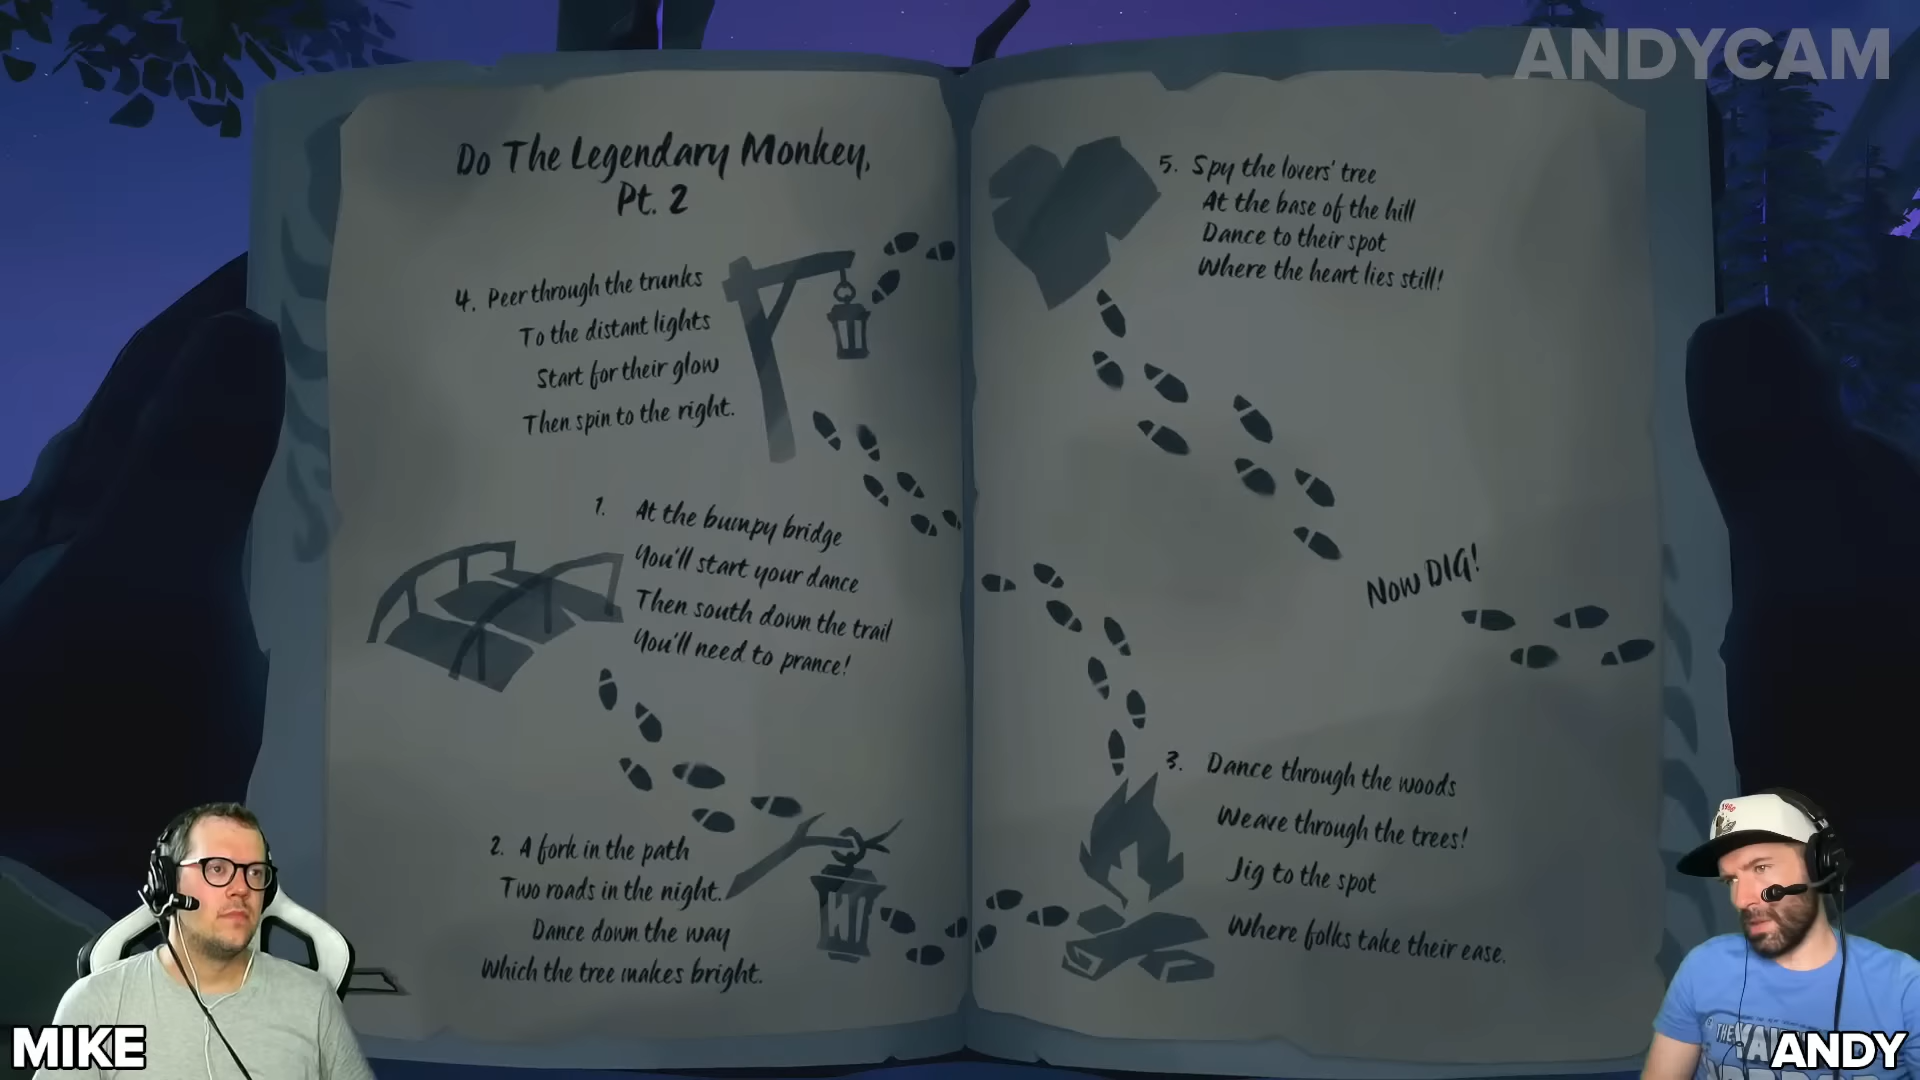 ANDYCAM
Do The Legendary Monkey,
Pt. 2
4. Peer through the trunks
To the distant lights
Start for their glow
Then spin to the right.
1. At the bumpy bridge
You'll start your dance
Then south down the trail
You'll need to prance!
2. A fork in the path
Two roads in the night.
Dance down the way
Which the tree makes bright.
5. Spy the lovers' tree
At the base of the hill
Dance to their spot
Where the heart lies still!
Now DIG!
3. Dance through the woods
Weave through the trees!
Jig to the spot
Where folks take their ease.
MIKE
THE
ANDY